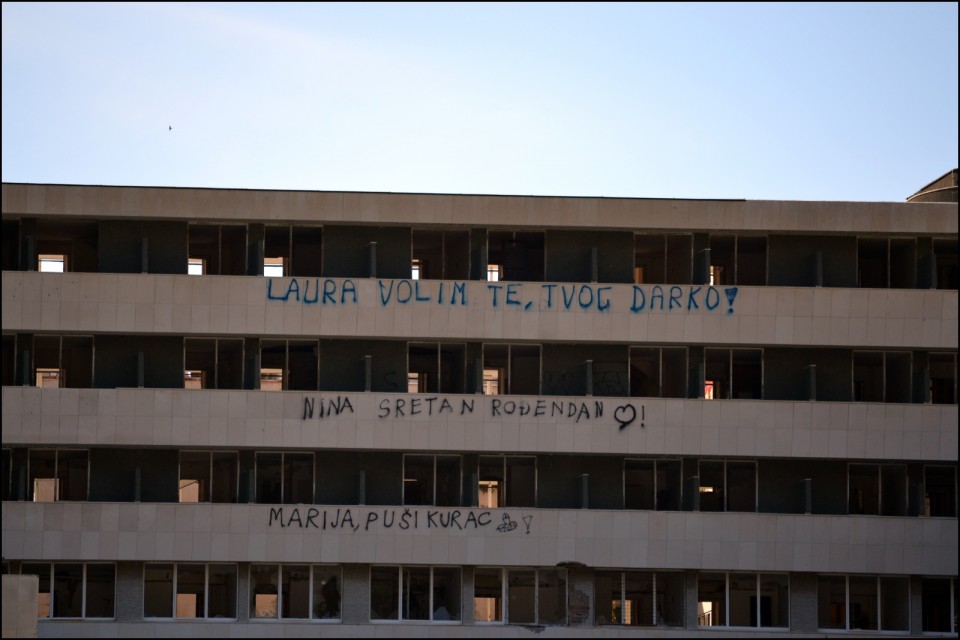 LAURA VOLIM TE, TVOG DARKO!
NINA SRETAN ROĐENDAN !
MARIJA, PUŠI KURAC !